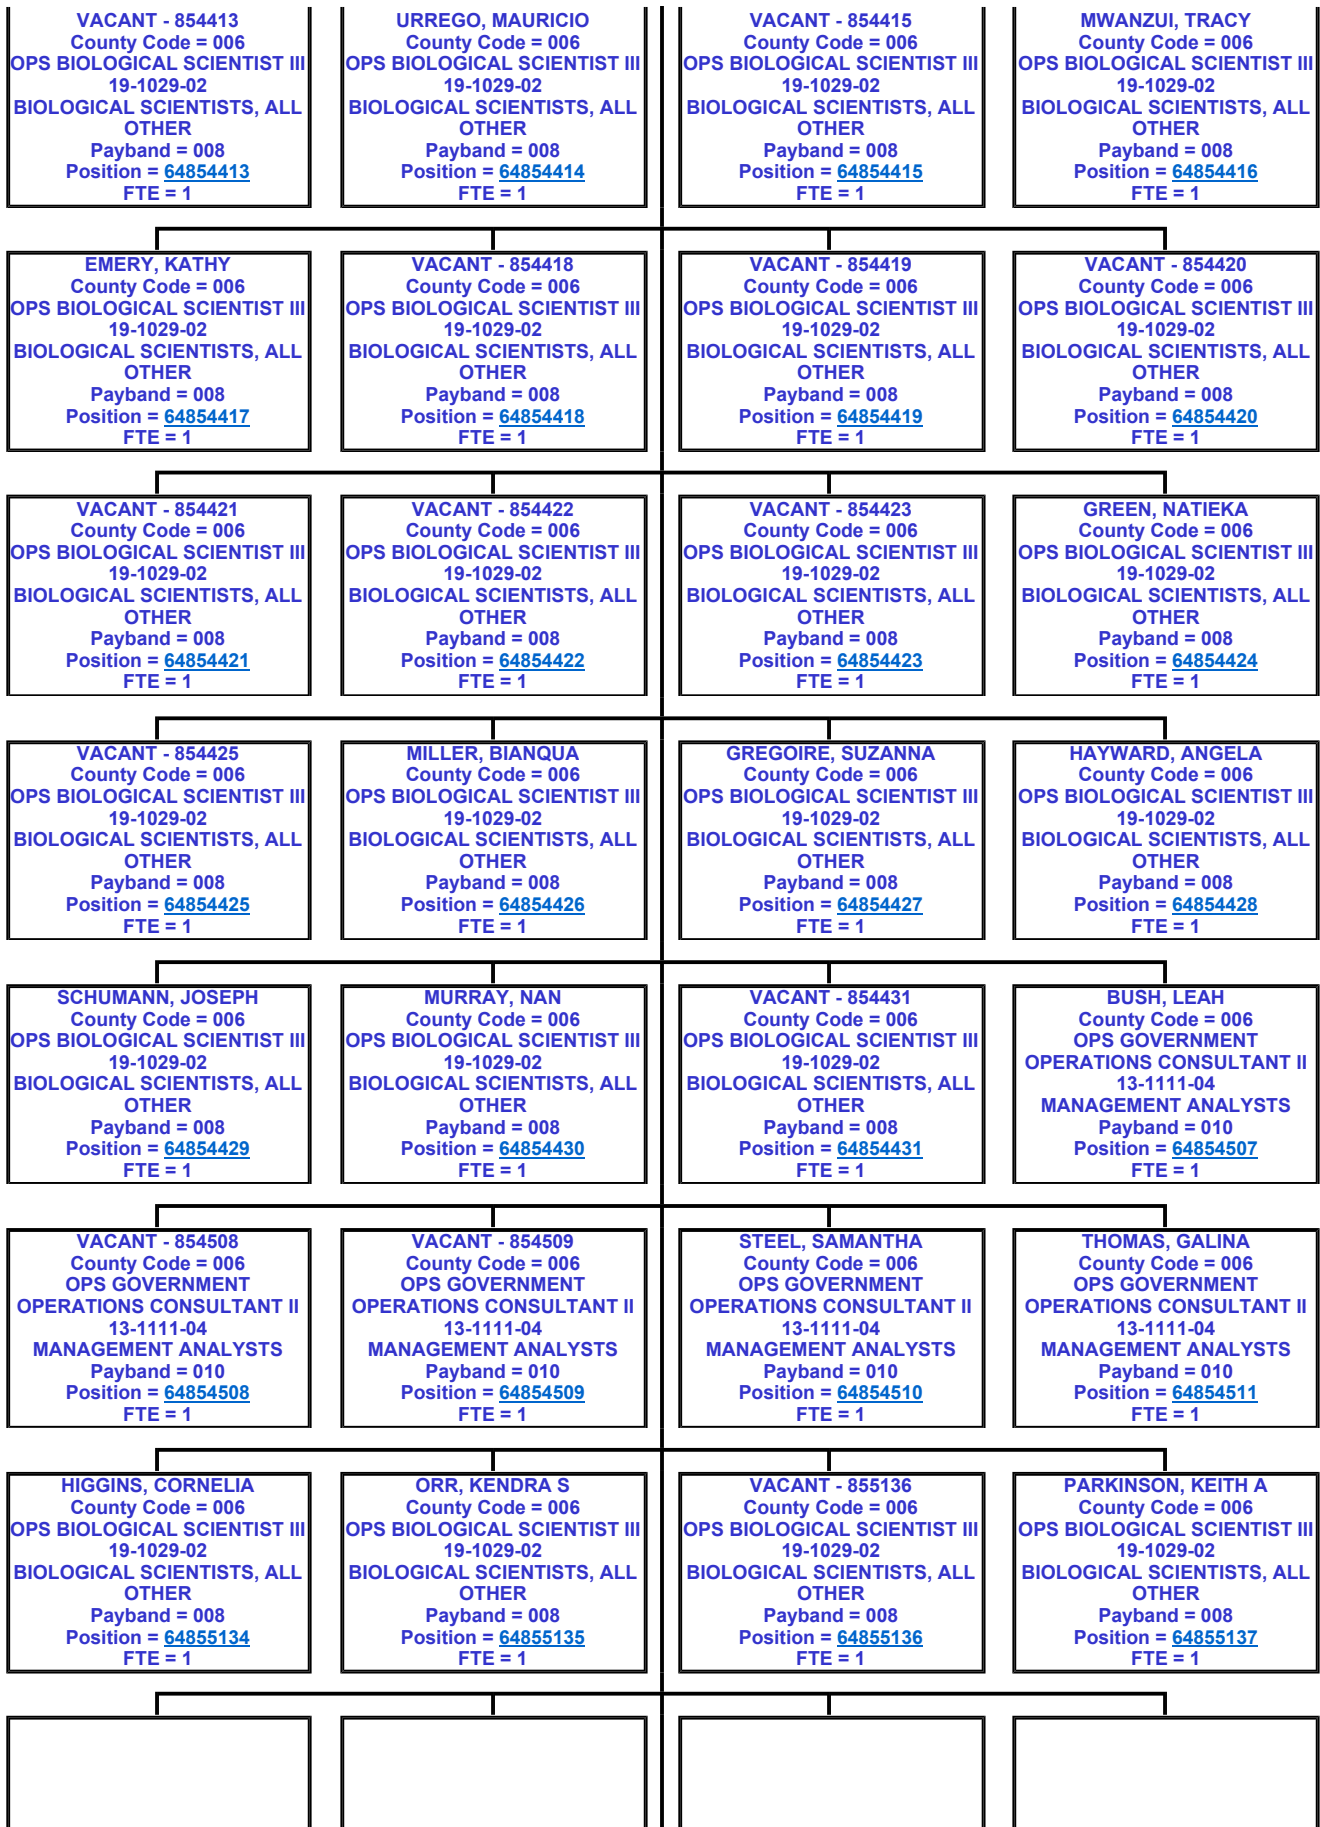 VACANT - 854413
County Code = 006
OPS BIOLOGICAL SCIENTIST III
19-1029-02
BIOLOGICAL SCIENTISTS, ALL
OTHER
Payband = 008
Position = 64854413
FTE = 1
URREGO, MAURICIO
County Code = 006
OPS BIOLOGICAL SCIENTIST III
19-1029-02
BIOLOGICAL SCIENTISTS, ALL
OTHER
Payband = 008
Position = 64854414
FTE = 1
VACANT - 854415
County Code = 006
OPS BIOLOGICAL SCIENTIST III
19-1029-02
BIOLOGICAL SCIENTISTS, ALL
OTHER
Payband = 008
Position = 64854415
FTE = 1
MWANZUI, TRACY
County Code = 006
OPS BIOLOGICAL SCIENTIST III
19-1029-02
BIOLOGICAL SCIENTISTS, ALL
OTHER
Payband = 008
Position = 64854416
FTE = 1
EMERY, KATHY
County Code = 006
OPS BIOLOGICAL SCIENTIST III
19-1029-02
BIOLOGICAL SCIENTISTS, ALL
OTHER
Payband = 008
Position = 64854417
FTE = 1
VACANT - 854418
County Code = 006
OPS BIOLOGICAL SCIENTIST III
19-1029-02
BIOLOGICAL SCIENTISTS, ALL
OTHER
Payband = 008
Position = 64854418
FTE = 1
VACANT - 854419
County Code = 006
OPS BIOLOGICAL SCIENTIST III
19-1029-02
BIOLOGICAL SCIENTISTS, ALL
OTHER
Payband = 008
Position = 64854419
FTE = 1
VACANT - 854420
County Code = 006
OPS BIOLOGICAL SCIENTIST III
19-1029-02
BIOLOGICAL SCIENTISTS, ALL
OTHER
Payband = 008
Position = 64854420
FTE = 1
VACANT - 854421
County Code = 006
OPS BIOLOGICAL SCIENTIST III
19-1029-02
BIOLOGICAL SCIENTISTS, ALL
OTHER
Payband = 008
Position = 64854421
FTE = 1
VACANT - 854422
County Code = 006
OPS BIOLOGICAL SCIENTIST III
19-1029-02
BIOLOGICAL SCIENTISTS, ALL
OTHER
Payband = 008
Position = 64854422
FTE = 1
VACANT - 854423
County Code = 006
OPS BIOLOGICAL SCIENTIST III
19-1029-02
BIOLOGICAL SCIENTISTS, ALL
OTHER
Payband = 008
Position = 64854423
FTE = 1
GREEN, NATIEKA
County Code = 006
OPS BIOLOGICAL SCIENTIST III
19-1029-02
BIOLOGICAL SCIENTISTS, ALL
OTHER
Payband = 008
Position = 64854424
FTE = 1
VACANT - 854425
County Code = 006
OPS BIOLOGICAL SCIENTIST III
19-1029-02
BIOLOGICAL SCIENTISTS, ALL
OTHER
Payband = 008
Position = 64854425
FTE = 1
MILLER, BIANQUA
County Code = 006
OPS BIOLOGICAL SCIENTIST III
19-1029-02
BIOLOGICAL SCIENTISTS, ALL
OTHER
Payband = 008
Position = 64854426
FTE = 1
GREGOIRE, SUZANNA
County Code = 006
OPS BIOLOGICAL SCIENTIST III
19-1029-02
BIOLOGICAL SCIENTISTS, ALL
OTHER
Payband = 008
Position = 64854427
FTE = 1
HAYWARD, ANGELA
County Code = 006
OPS BIOLOGICAL SCIENTIST III
19-1029-02
BIOLOGICAL SCIENTISTS, ALL
OTHER
Payband = 008
Position = 64854428
FTE = 1
SCHUMANN, JOSEPH
County Code = 006
OPS BIOLOGICAL SCIENTIST III
19-1029-02
BIOLOGICAL SCIENTISTS, ALL
OTHER
Payband = 008
Position = 64854429
FTE = 1
MURRAY, NAN
County Code = 006
OPS BIOLOGICAL SCIENTIST III
19-1029-02
BIOLOGICAL SCIENTISTS, ALL
OTHER
Payband = 008
Position = 64854430
FTE = 1
VACANT - 854431
County Code = 006
OPS BIOLOGICAL SCIENTIST III
19-1029-02
BIOLOGICAL SCIENTISTS, ALL
OTHER
Payband = 008
Position = 64854431
FTE = 1
BUSH, LEAH
County Code = 006
OPS GOVERNMENT
OPERATIONS CONSULTANT II
13-1111-04
MANAGEMENT ANALYSTS
Payband = 010
Position = 64854507
FTE = 1
VACANT - 854508
County Code = 006
OPS GOVERNMENT
OPERATIONS CONSULTANT II
13-1111-04
MANAGEMENT ANALYSTS
Payband = 010
Position = 64854508
FTE = 1
VACANT - 854509
County Code = 006
OPS GOVERNMENT
OPERATIONS CONSULTANT II
13-1111-04
MANAGEMENT ANALYSTS
Payband = 010
Position = 64854509
FTE = 1
STEEL, SAMANTHA
County Code = 006
OPS GOVERNMENT
OPERATIONS CONSULTANT II
13-1111-04
MANAGEMENT ANALYSTS
Payband = 010
Position = 64854510
FTE = 1
THOMAS, GALINA
County Code = 006
OPS GOVERNMENT
OPERATIONS CONSULTANT II
13-1111-04
MANAGEMENT ANALYSTS
Payband = 010
Position = 64854511
FTE = 1
HIGGINS, CORNELIA
County Code = 006
OPS BIOLOGICAL SCIENTIST III
19-1029-02
BIOLOGICAL SCIENTISTS, ALL
OTHER
Payband = 008
Position = 64855134
FTE = 1
ORR, KENDRA S
County Code = 006
OPS BIOLOGICAL SCIENTIST III
19-1029-02
BIOLOGICAL SCIENTISTS, ALL
OTHER
Payband = 008
Position = 64855135
FTE = 1
VACANT - 855136
County Code = 006
OPS BIOLOGICAL SCIENTIST III
19-1029-02
BIOLOGICAL SCIENTISTS, ALL
OTHER
Payband = 008
Position = 64855136
FTE = 1
PARKINSON, KEITH A
County Code = 006
OPS BIOLOGICAL SCIENTIST III
19-1029-02
BIOLOGICAL SCIENTISTS, ALL
OTHER
Payband = 008
Position = 64855137
FTE = 1